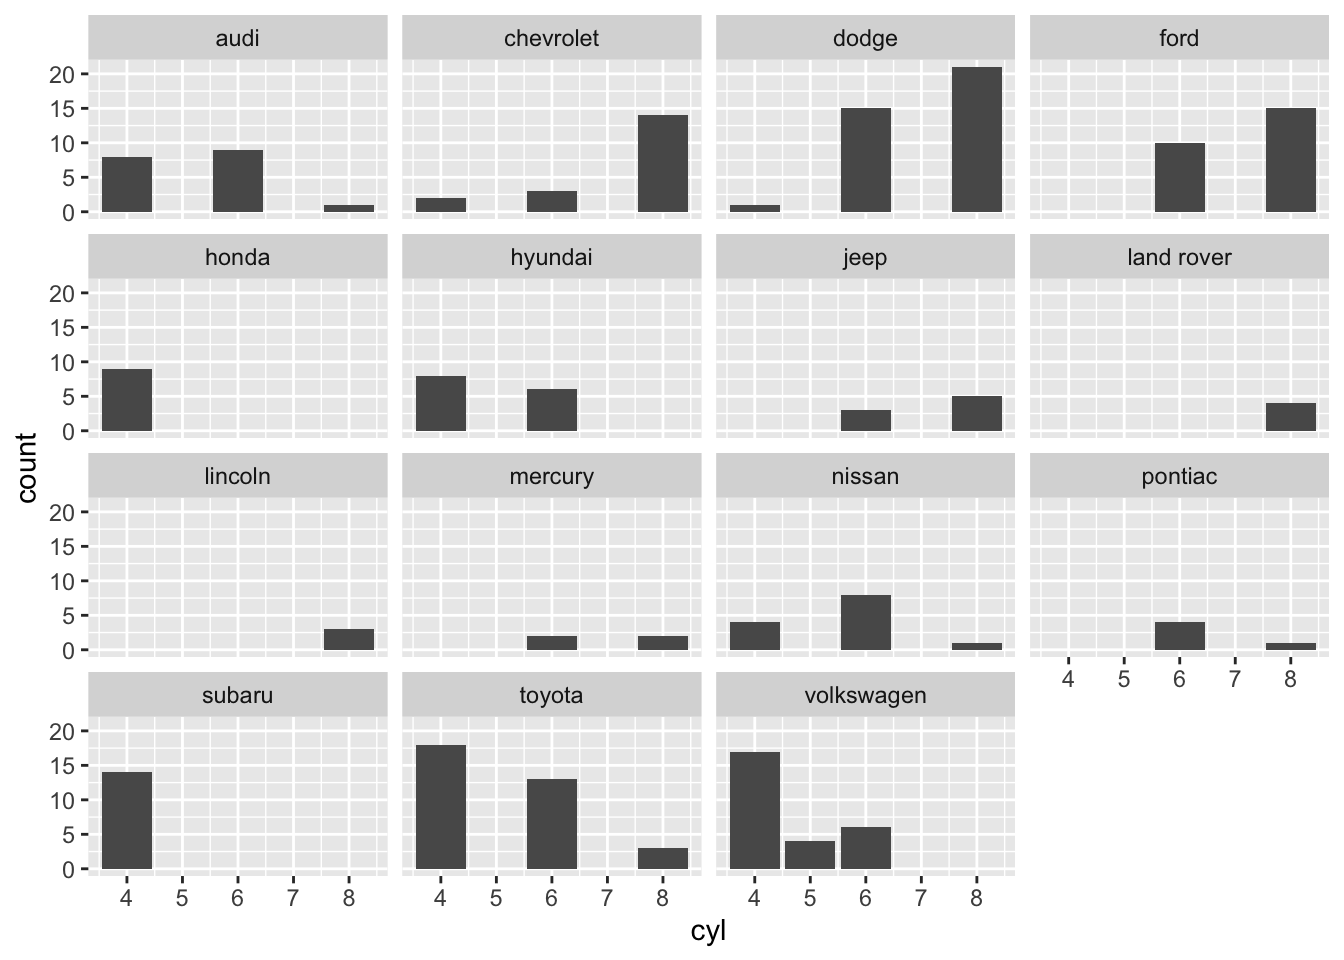 audi chevrolet dodge ford
20
15
10
5
0
honda hyundai jeep land rover
20
15
10
5
0
count
lincoln mercury nissan pontiac
20
15
10
5
0
4 5 6 7 8
subaru toyota volkswagen
20
15
10
5
0
4 5 6 7 8 4 5 6 7 8 4 5 6 7 8
cyl